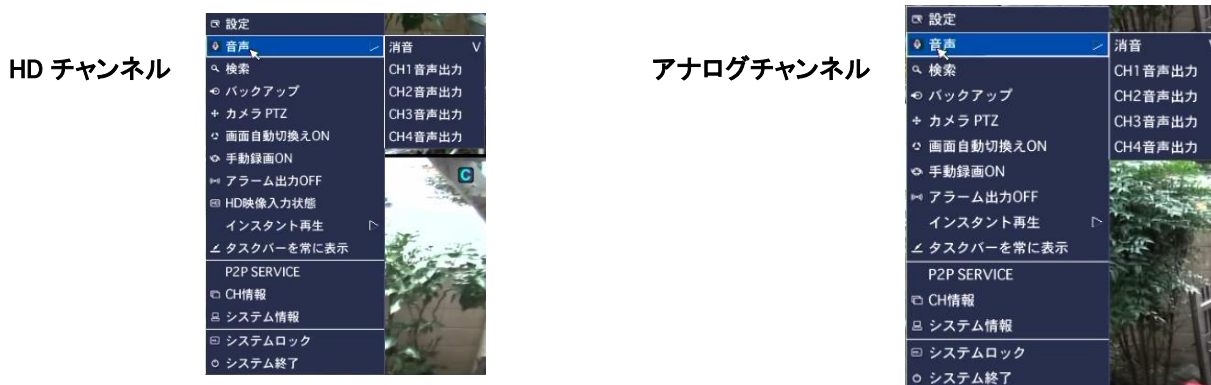 HD チャンネル
設定
音声
検索
バックアップ
カメラ PTZ
画面自動切換えON
手動録画ON
アラーム出力OFF
HD映像入力状態
インスタント再生
タスクバーを常に表示
P2P SERVICE
CH情報
システム情報
システムロック
システム終了
消音 V
CH1音声出力
CH2音声出力
CH3音声出力
CH4音声出力
C
アナログチャンネル
設定
音声
検索
バックアップ
カメラ PTZ
画面自動切換えON
手動録画ON
アラーム出力OFF
インスタント再生
タスクバーを常に表示
P2P SERVICE
CH情報
システム情報
システムロック
システム終了
消音
CH1音声出力
CH2音声出力
CH3音声出力
CH4音声出力